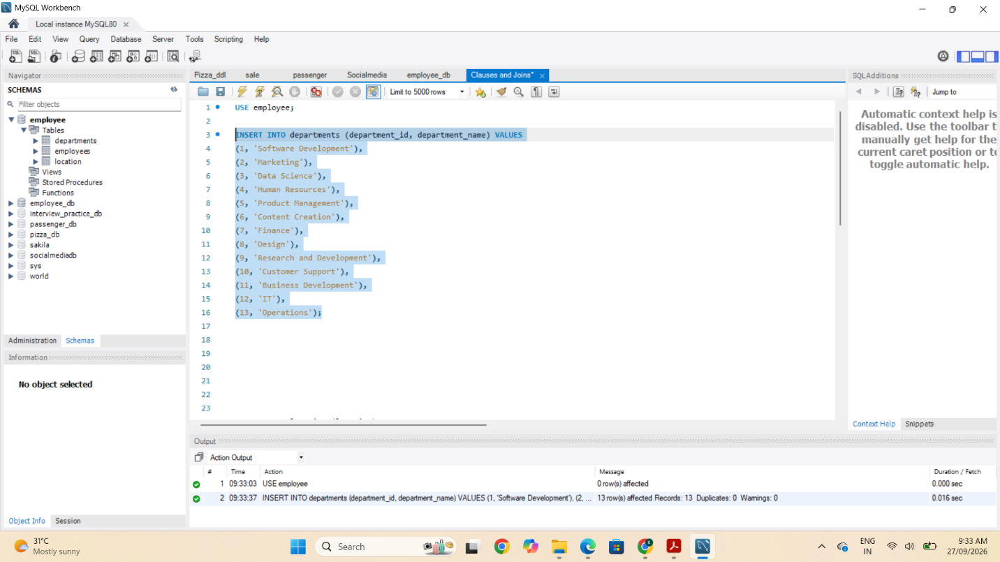 MySQL Workbench
Local instance MySQL80
File Edit View Query Database Server Tools Scripting Help
Navigator
SCHEMAS
Filter objects
employee
Tables
departments
employees
location
Views
Stored Procedures
Functions
employee_db
interview_practice_db
passenger_db
pizza_db
sakila
socialmediadb
sys
world
Administration Schemas
Information
No object selected
Object Info Session
Pizza_ddl sale passenger Socialmedia employee_db Clauses and Joins*
Limit to 5000 rows
1 USE employee;
2
3 INSERT INTO departments (department_id, department_name) VALUES
4 (1, 'Software Development'),
5 (2, 'Marketing'),
6 (3, 'Data Science'),
7 (4, 'Human Resources'),
8 (5, 'Product Management'),
9 (6, 'Content Creation'),
10 (7, 'Finance'),
11 (8, 'Design'),
12 (9, 'Research and Development'),
13 (10, 'Customer Support'),
14 (11, 'Business Development'),
15 (12, 'IT'),
16 (13, 'Operations');
17
18
19
20
21
22
23
SQLAdditions
Jump to
Automatic context help is
disabled. Use the toolbar t
manually get help for the
current caret position or to
toggle automatic help.
Context Help Snippets
Output
Action Output
# Time Action Message Duration / Fetch
1 09:33:03 USE employee 0 row(s) affected 0.000 sec
2 09:33:37 INSERT INTO departments (department_id, department_name) VALUES (1, 'Software Development'), (2, ... 13 row(s) affected Records: 13 Duplicates: 0 Warnings: 0 0.016 sec
31°C
Mostly sunny
Search
ENG
IN
9:33 AM
27/09/2026